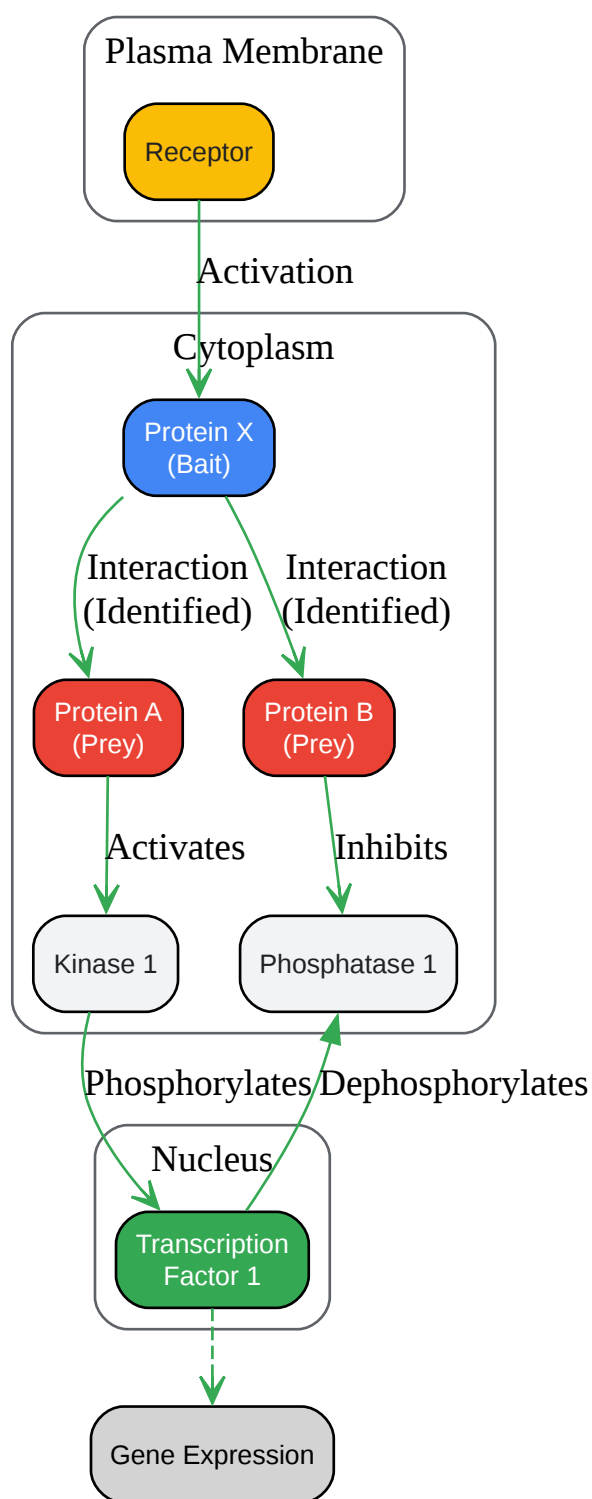 Plasma Membrane
Receptor
Activation
Cytoplasm
Protein X
(Bait)
Interaction
(Identified)
Interaction
(Identified)
Protein A
(Prey)
Protein B
(Prey)
Activates
Inhibits
Kinase 1
Phosphatase 1
Phosphorylates
Dephosphorylates
Nucleus
Transcription
Factor 1
Gene Expression